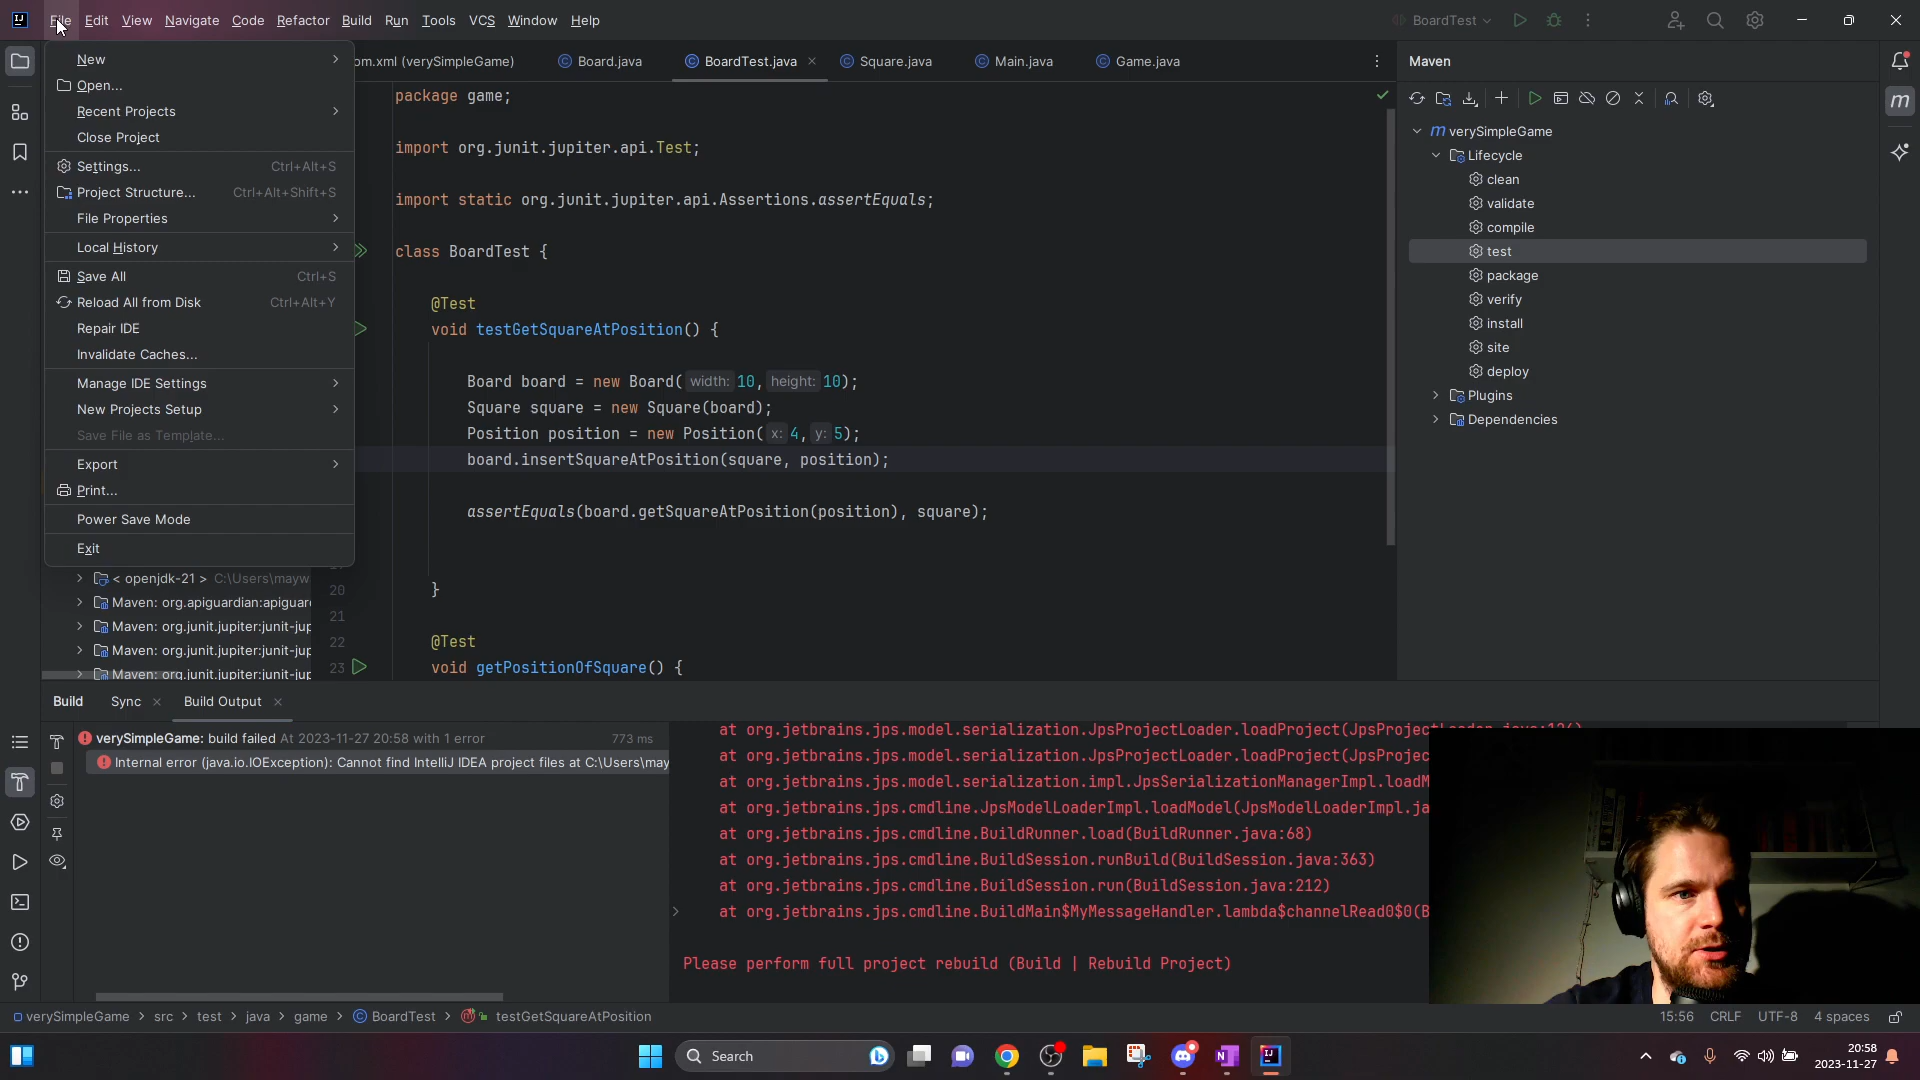 File Edit View Navigate Code Refactor Build Run Tools VCS Window Help
BoardTest
New
Open...
Recent Projects
Close Project
Settings... Ctrl+Alt+S
Project Structure... Ctrl+Alt+Shift+S
File Properties
Local History
Save All Ctrl+S
Reload All from Disk Ctrl+Alt+Y
Repair IDE
Invalidate Caches...
Manage IDE Settings
New Projects Setup
Save File as Template...
Export
Print...
Power Save Mode
Exit
< openjdk-21 > C:\Users\mayw
Maven: org.apiguardian:apiguar
Maven: org.junit.jupiter:junit-jup
Maven: org.junit.jupiter:junit-jup
Maven: org.junit.jupiter:junit-jup
om.xml (verySimpleGame) Board.java BoardTest.java Square.java Main.java Game.java
package game;
import org.junit.jupiter.api.Test;
import static org.junit.jupiter.api.Assertions.assertEquals;
class BoardTest {
@Test
void testGetSquareAtPosition() {
Board board = new Board( width: 10, height: 10);
Square square = new Square(board);
Position position = new Position( x: 4, y: 5);
board.insertSquareAtPosition(square, position);
assertEquals(board.getSquareAtPosition(position), square);
20 }
21
22 @Test
23 void getPositionOfSquare() {
Maven
verySimpleGame
Lifecycle
clean
validate
compile
test
package
verify
install
site
deploy
Plugins
Dependencies
Build Sync Build Output
verySimpleGame: build failed At 2023-11-27 20:58 with 1 error 773 ms
Internal error (java.io.IOException): Cannot find IntelliJ IDEA project files at C:\Users\may
at org.jetbrains.jps.model.serialization.JpsProjectLoader.loadProject(JpsProjectLoader.java:126)
at org.jetbrains.jps.model.serialization.JpsProjectLoader.loadProject(JpsProjec
at org.jetbrains.jps.model.serialization.impl.JpsSerializationManagerImpl.loadM
at org.jetbrains.jps.cmdline.JpsModelLoaderImpl.loadModel(JpsModelLoaderImpl.ja
at org.jetbrains.jps.cmdline.BuildRunner.load(BuildRunner.java:68)
at org.jetbrains.jps.cmdline.BuildSession.runBuild(BuildSession.java:363)
at org.jetbrains.jps.cmdline.BuildSession.run(BuildSession.java:212)
at org.jetbrains.jps.cmdline.BuildMain$MyMessageHandler.lambda$channelRead0$0(B
Please perform full project rebuild (Build | Rebuild Project)
verySimpleGame > src > test > java > game > BoardTest > testGetSquareAtPosition
15:56 CRLF UTF-8 4 spaces
Search
20:58
2023-11-27